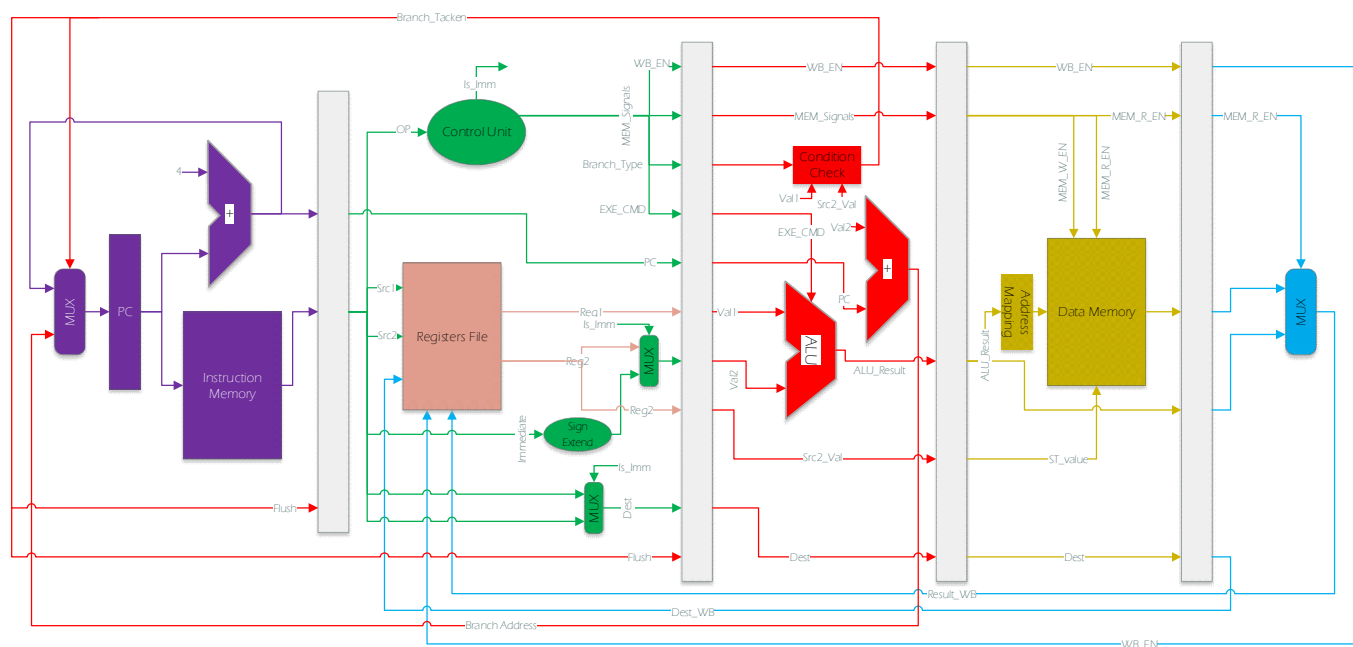 Branch_Tacken
WB_EN
WB_EN
WB_EN
Is_Imm
MEM_Signals
MEM_Signals
MEM_R_EN
MEM_R_EN
OP
Control Unit
Branch_Type
Condition
Check
MEM_W_EN
MEM_R_EN
4
Val1
Src2_Val
EXE_CMD
EXE_CMD
Val2
+
+
PC
PC
Src1
Src2
MUX
PC
Registers File
Reg1
Is_Imm
MUX
Reg2
Reg2
Val1
Val2
ALU
ALU_Result
ALU_Result
Address
Mapping
Data Memory
MUX
Instruction
Memory
Immediate
Sign
Extend
Src2_Val
ST_value
Is_Imm
MUX
Dest
Flush
Flush
Dest
Dest
Result_WB
Dest_WB
Branch Address
WB_EN